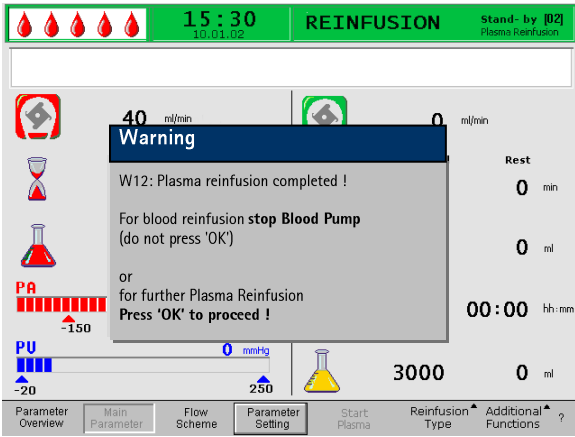 15:30
10.01.02
REINFUSION
Stand- by [02]
Plasma Reinfusion
40 ml/min
0 ml/min
Warning
W12: Plasma reinfusion completed !
For blood reinfusion stop Blood Pump
(do not press 'OK')
or
for further Plasma Reinfusion
Press 'OK' to proceed !
Rest
0 min
0 ml
PA
-150
00:00 hh:mm
PV
0 mmHg
-20
250
3000
0 ml
Parameter
Overview
Main
Parameter
Flow
Scheme
Parameter
Setting
Start
Plasma
Reinfusion
Type
Additional
Functions
?